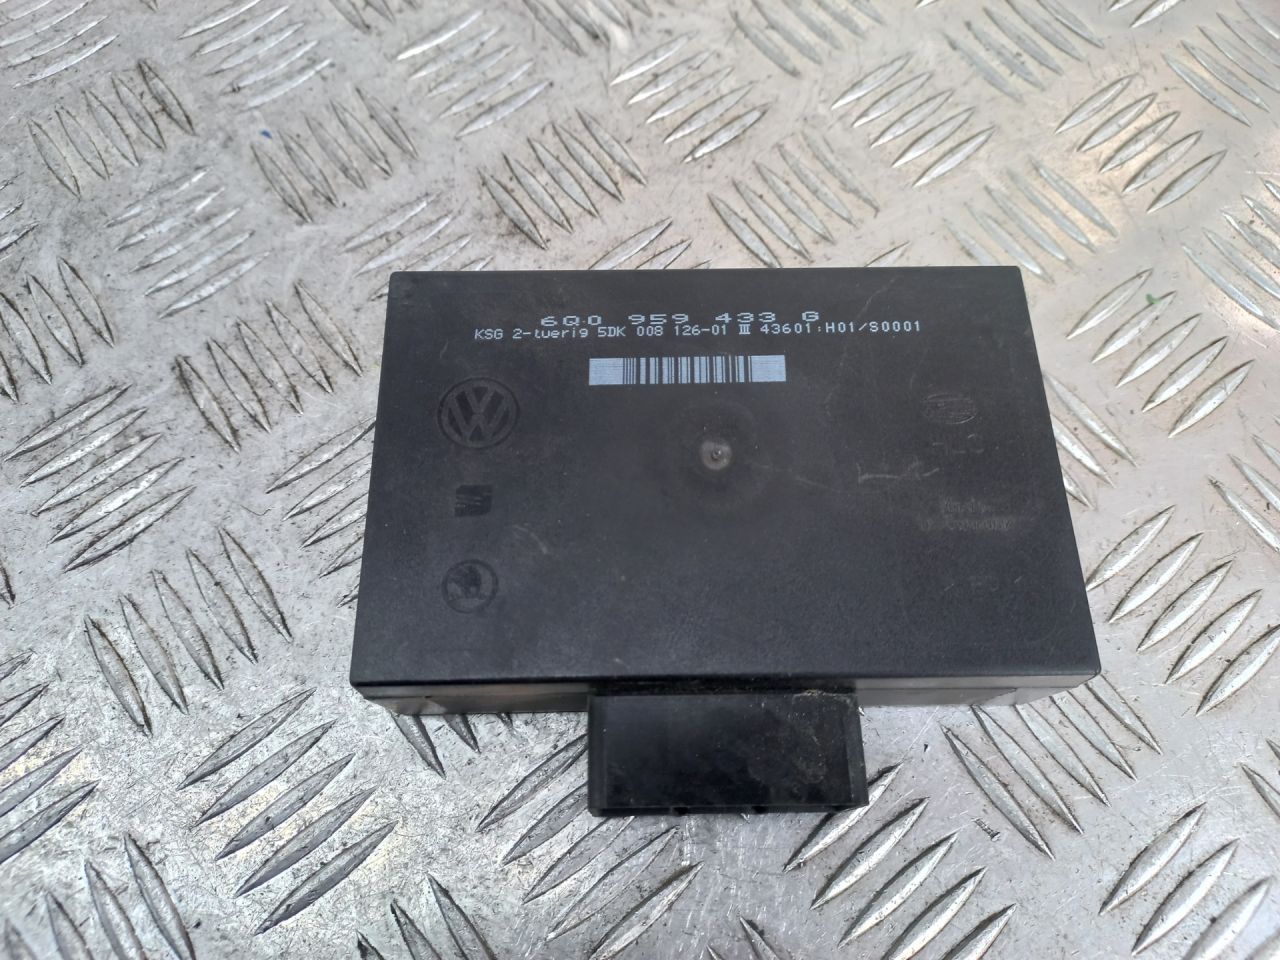 6Q0 959 433 G
KSG 2-tuerig 5DK 008 126-01 III 43601:H01/S0001